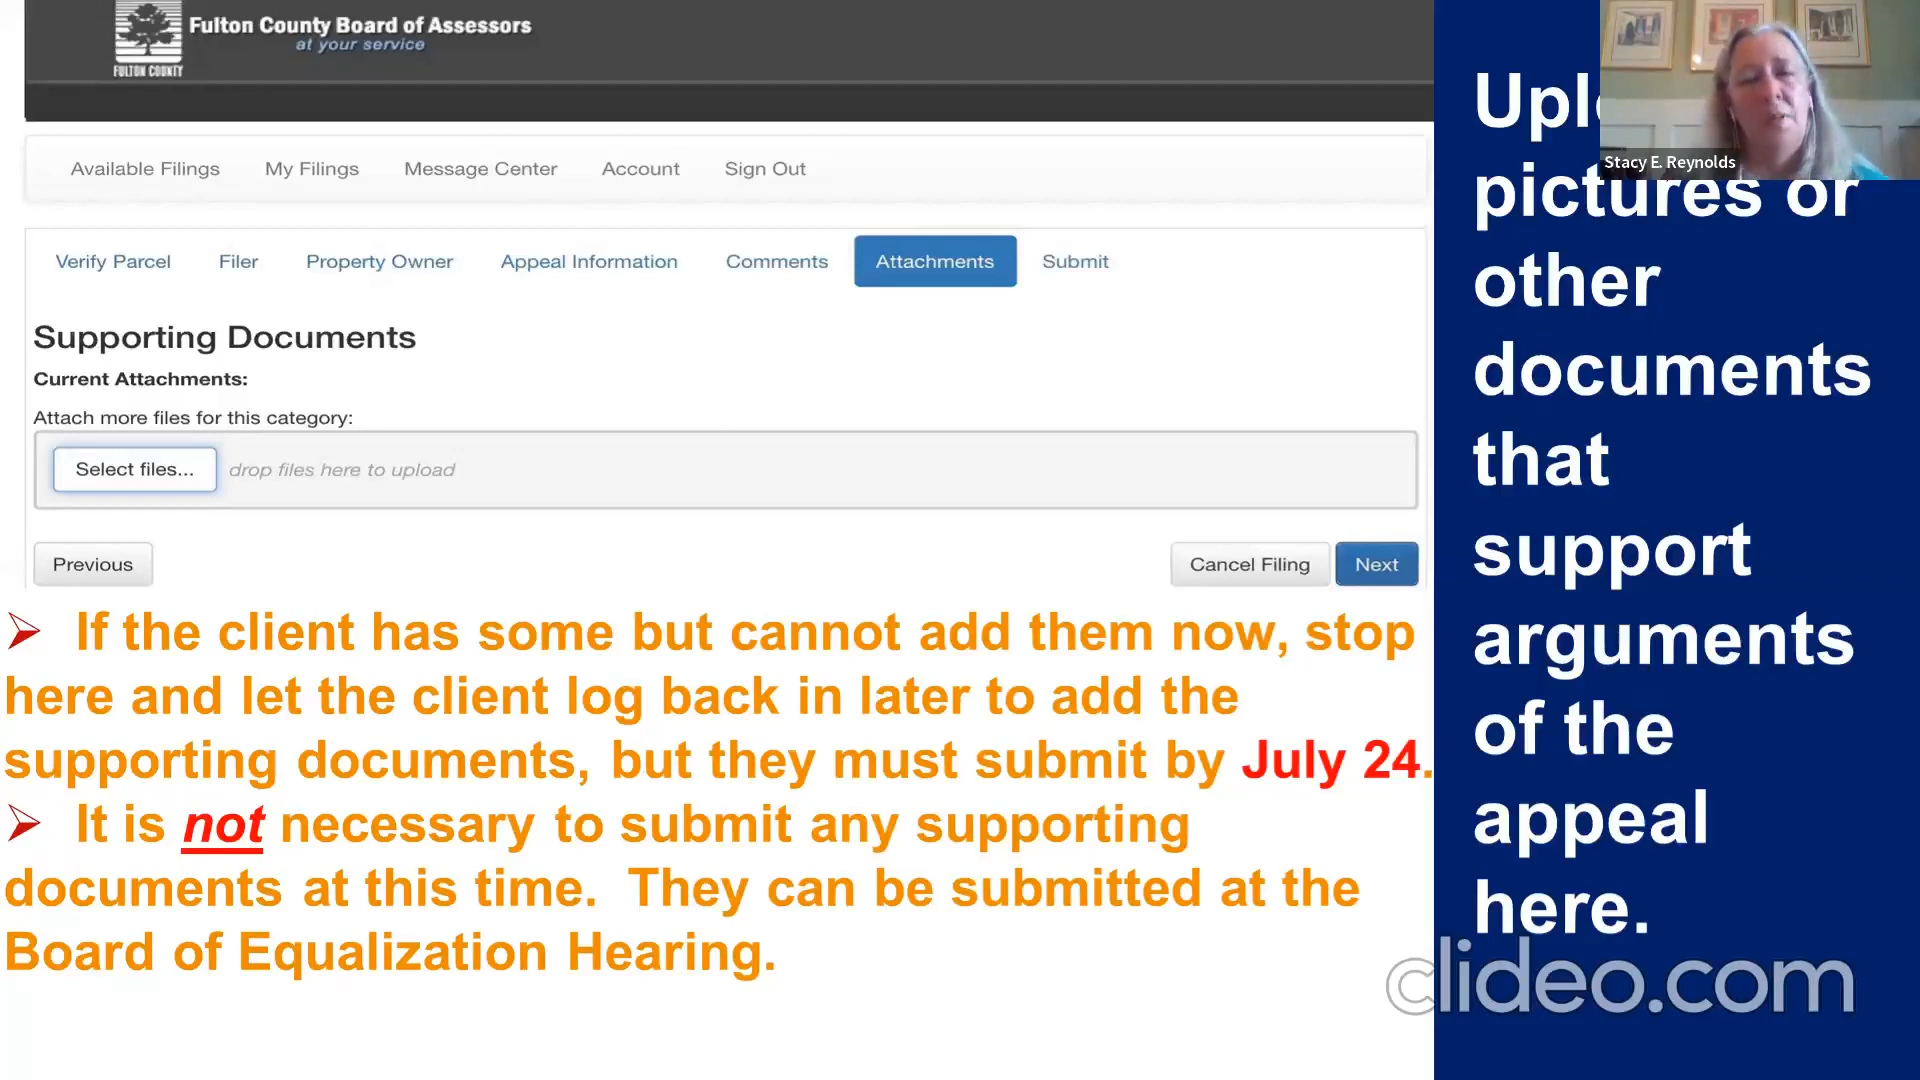 Fulton County Board of Assessors
at your service
FULTON COUNTY
Available Filings My Filings Message Center Account Sign Out
Verify Parcel Filer Property Owner Appeal Information Comments Attachments Submit
Supporting Documents
Current Attachments:
Attach more files for this category:
Select files... drop files here to upload
Previous Cancel Filing Next
➢ If the client has some but cannot add them now, stop
here and let the client log back in later to add the
supporting documents, but they must submit by July 24.
➢ It is not necessary to submit any supporting
documents at this time. They can be submitted at the
Board of Equalization Hearing.
Stacy E. Reynolds
pictures or
other
documents
that
support
arguments
of the
appeal
here.
clideo.com